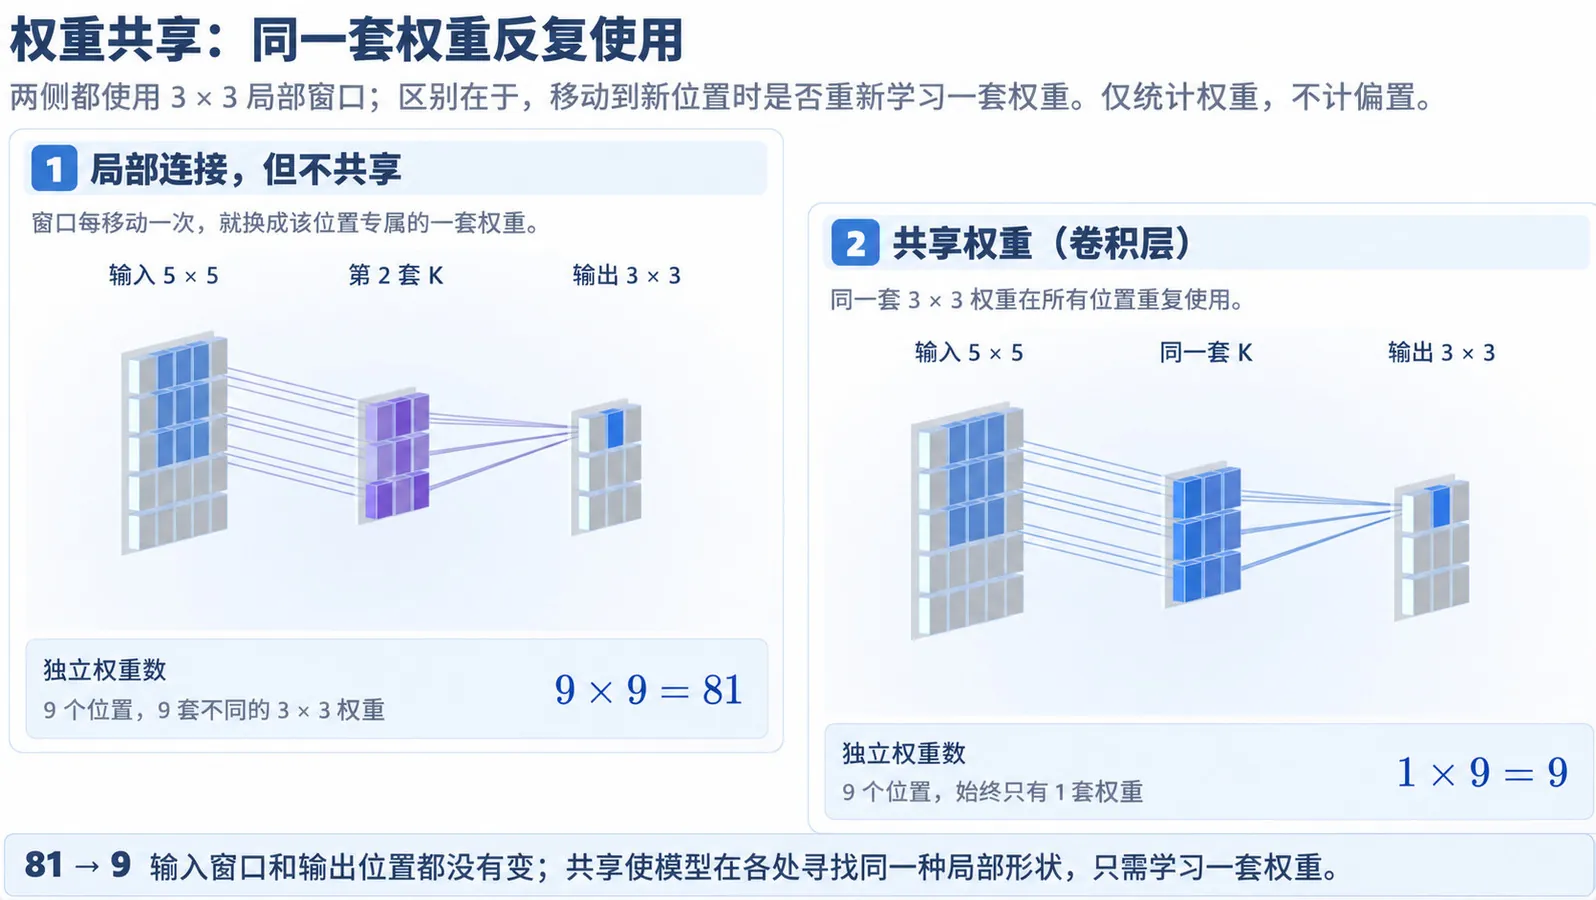 权重共享：同一套权重反复使用
两侧都使用 3 × 3 局部窗口；区别在于，移动到新位置时是否重新学习一套权重。仅统计权重，不计偏置。
1 局部连接，但不共享
窗口每移动一次，就换成该位置专属的一套权重。
输入 5 × 5 第 2 套 K 输出 3 × 3
独立权重数
9 个位置，9 套不同的 3 × 3 权重
9 × 9 = 81
2 共享权重（卷积层）
同一套 3 × 3 权重在所有位置重复使用。
输入 5 × 5 同一套 K 输出 3 × 3
独立权重数
9 个位置，始终只有 1 套权重
1 × 9 = 9
81 → 9 输入窗口和输出位置都没有变；共享使模型在各处寻找同一种局部形状，只需学习一套权重。